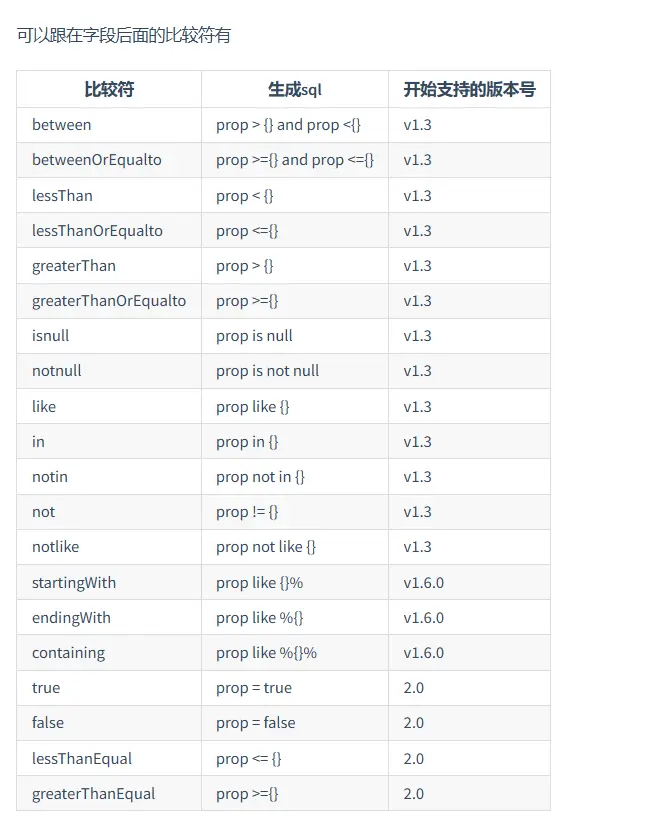 可以跟在字段后面的比较符有
比较符 生成sql 开始支持的版本号
between prop > {} and prop <{} v1.3
betweenOrEqualto prop >={} and prop <={} v1.3
lessThan prop < {} v1.3
lessThanOrEqualto prop <={} v1.3
greaterThan prop > {} v1.3
greaterThanOrEqualto prop >={} v1.3
isnull prop is null v1.3
notnull prop is not null v1.3
like prop like {} v1.3
in prop in {} v1.3
notin prop not in {} v1.3
not prop != {} v1.3
notlike prop not like {} v1.3
startingWith prop like {}% v1.6.0
endingWith prop like %{} v1.6.0
containing prop like %{}% v1.6.0
true prop = true 2.0
false prop = false 2.0
lessThanEqual prop <= {} 2.0
greaterThanEqual prop >={} 2.0